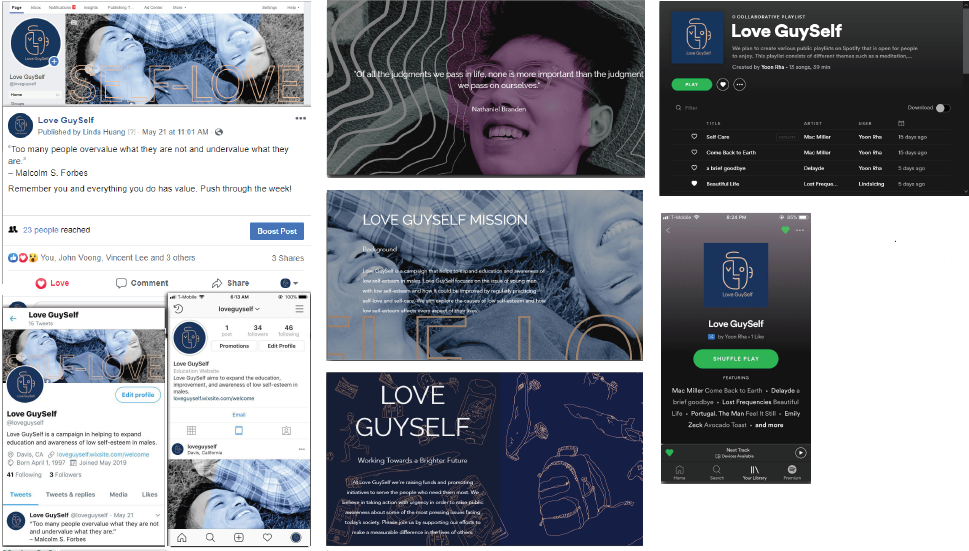 Page Inbox Notifications Insights Publishing T... Ad Center More Settings Help
Love GuySelf
Love GuySelf
@loveguyself
Home
SELF-LOVE
Love GuySelf
Published by Linda Huang [?] · May 21 at 11:01 AM ·
"Too many people overvalue what they are not and undervalue what they
are."
– Malcolm S. Forbes
Remember you and everything you do has value. Push through the week!
23 people reached
Boost Post
You, John Voong, Vincent Lee and 3 others
3 Shares
Love Comment Share
Love GuySelf
15 Tweets
SELF-LOVE
Love GuySelf
Edit profile
Love GuySelf
@loveguyself
Love GuySelf is a campaign in helping to expand
education and awareness of low self-esteem in males.
Davis, CA loveguyself.wixsite.com/welcome
Born April 1, 1997 Joined May 2019
41 Following 3 Followers
Tweets Tweets & replies Media Likes
Love GuySelf @loveguyself · May 21
"Too many people overvalue what they are not
and undervalue what they are."
– Malcolm S. Forbes
T-Mobile 6:13 AM 100%
loveguyself
1 34 46
post followers following
Promotions Edit Profile
Love GuySelf
Education Website
Love GuySelf aims to expand the education,
improvement, and awareness of low self-esteem in
males.
loveguyself.wixsite.com/welcome
Email
loveguyself
Davis, California
"Of all the judgments we pass in life, none is more important than the judgment
we pass on ourselves."
Nathaniel Branden
LOVE GUYSELF MISSION
Background
Love GuySelf is a campaign that helps to expand education and awareness of
low self-esteem in males. Love GuySelf focuses on the issue of young men
with low self-esteem and how it could be improved by regularly practicing
self-love and self-care. We will explore the causes of low self-esteem and how
low self-esteem affects every aspect of their lives.
F LO
LOVE
GUYSELF
Working Towards a Brighter Future
At Love GuySelf we're raising funds and promoting
initiatives to serve the people who need them most. We
believe in taking action with urgency in order to raise public
awareness about some of the most pressing issues facing
today's society. Please join us by supporting our efforts to
make a measurable difference in the lives of others.
Love GuySelf
COLLABORATIVE PLAYLIST
Love GuySelf
We plan to create various public playlists on Spotify that is open for people
to enjoy. This playlist consists of different themes such as a meditation,...
Created by Yoon Rha · 13 songs, 39 min
PLAY
Filter
Download
TITLE ARTIST USER
Self Care Mac Miller Yoon Rha 15 days ago
Come Back to Earth Mac Miller Yoon Rha 15 days ago
a brief goodbye Delayde Yoon Rha 5 days ago
Beautiful Life Lost Freque... Lindaizing 5 days ago
T-Mobile 8:24 PM 85%
Love GuySelf
Love GuySelf
by Yoon Rha · 1 Like
SHUFFLE PLAY
FEATURING
Mac Miller Come Back to Earth • Delayde a
brief goodbye • Lost Frequencies Beautiful
Life • Portugal. The Man Feel It Still • Emily
Zeck Avocado Toast • and more
Next Track
Devices Available
Home Search Your Library Premium